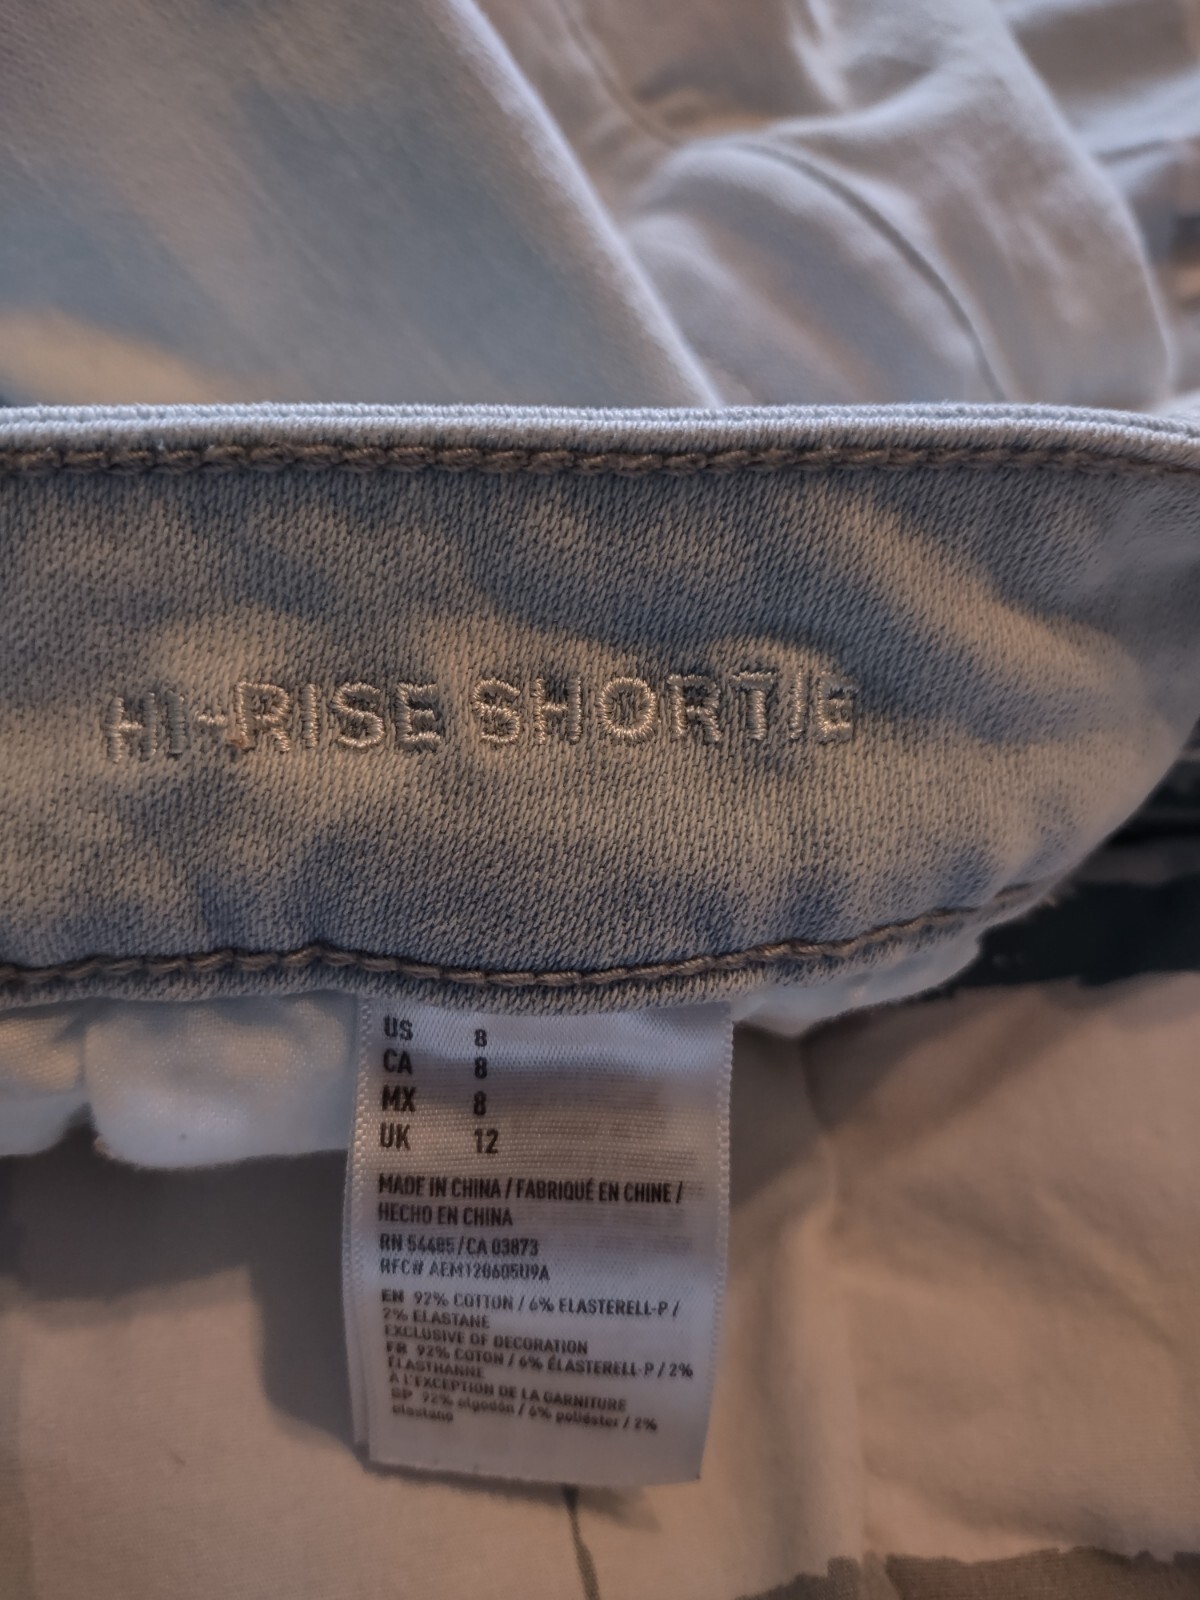 HI-RISE SHORTIE
US 8
CA 8
MX 8
UK 12
MADE IN CHINA / FABRIQUÉ EN CHINE /
HECHO EN CHINA
RN 54485 / CA 03873
RFC# AEM120605U9A
EN 92% COTTON / 6% ELASTERELL-P /
2% ELASTANE
EXCLUSIVE OF DECORATION
FR 92% COTON / 6% ÉLASTERELL-P / 2%
ÉLASTHANNE
A L'EXCEPTION DE LA GARNITURE
SP 92% algodón / 6% poliéster / 2%
elastano